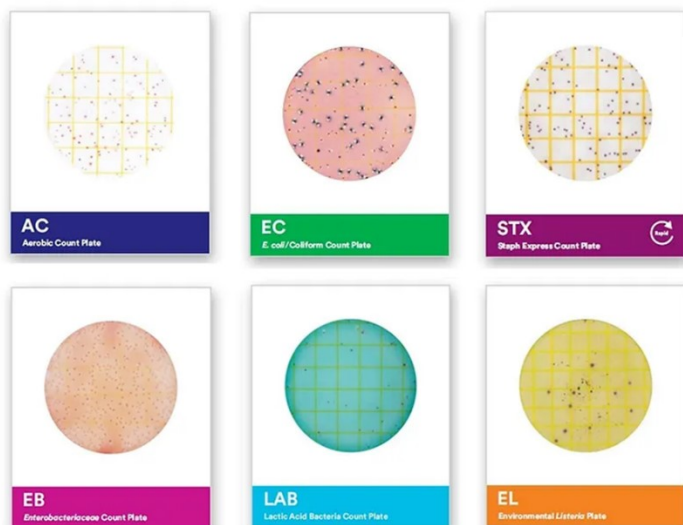 AC
Aerobic Count Plate
EC
E. coli/Coliform Count Plate
STX
Staph Express Count Plate
Rapid
EB
Enterobacteriaceae Count Plate
LAB
Lactic Acid Bacteria Count Plate
EL
Environmental Listeria Plate